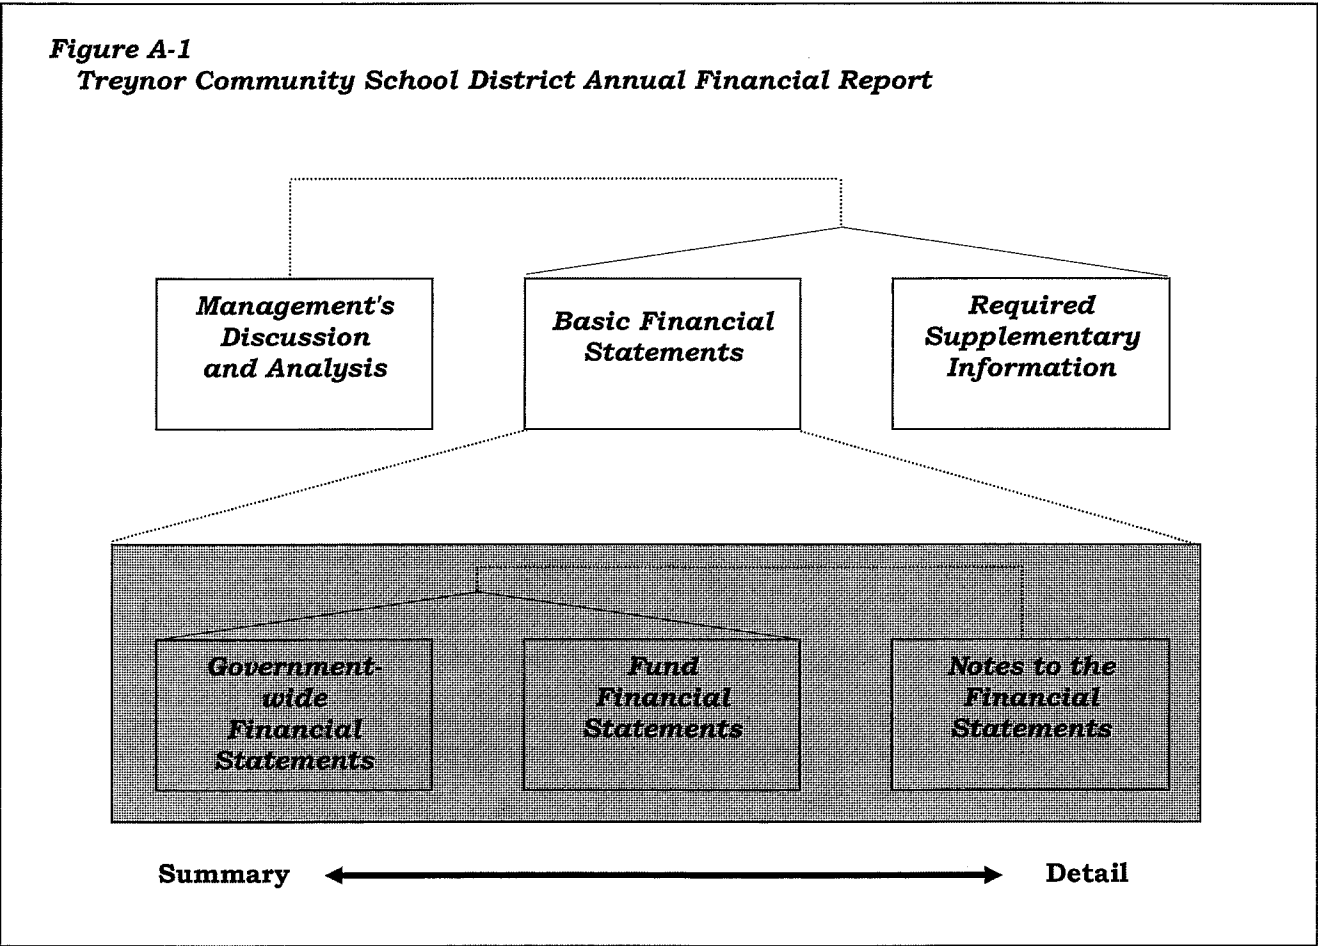 Figure A-1
Treynor Community School District Annual Financial Report
Management's
Discussion
and Analysis
Basic Financial
Statements
Required
Supplementary
Information
Government-
wide
Financial
Statements
Fund
Financial
Statements
Notes to the
Financial
Statements
Summary
Detail